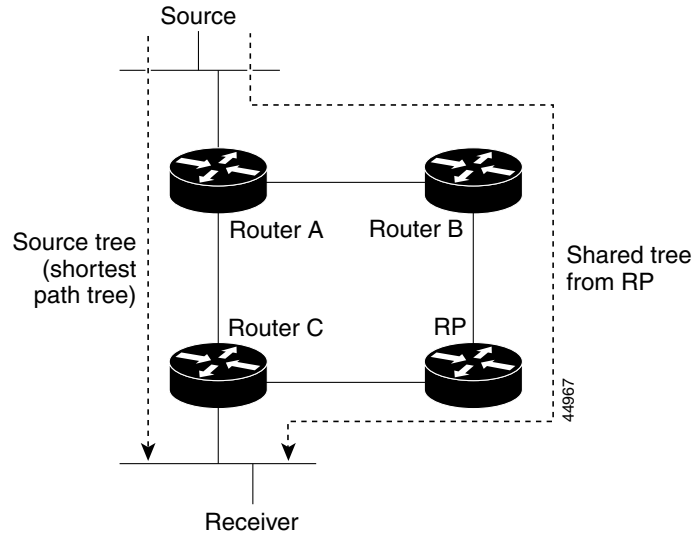 Source
Router A
Router B
Source tree
(shortest
path tree)
Shared tree
from RP
Router C
RP
44967
Receiver